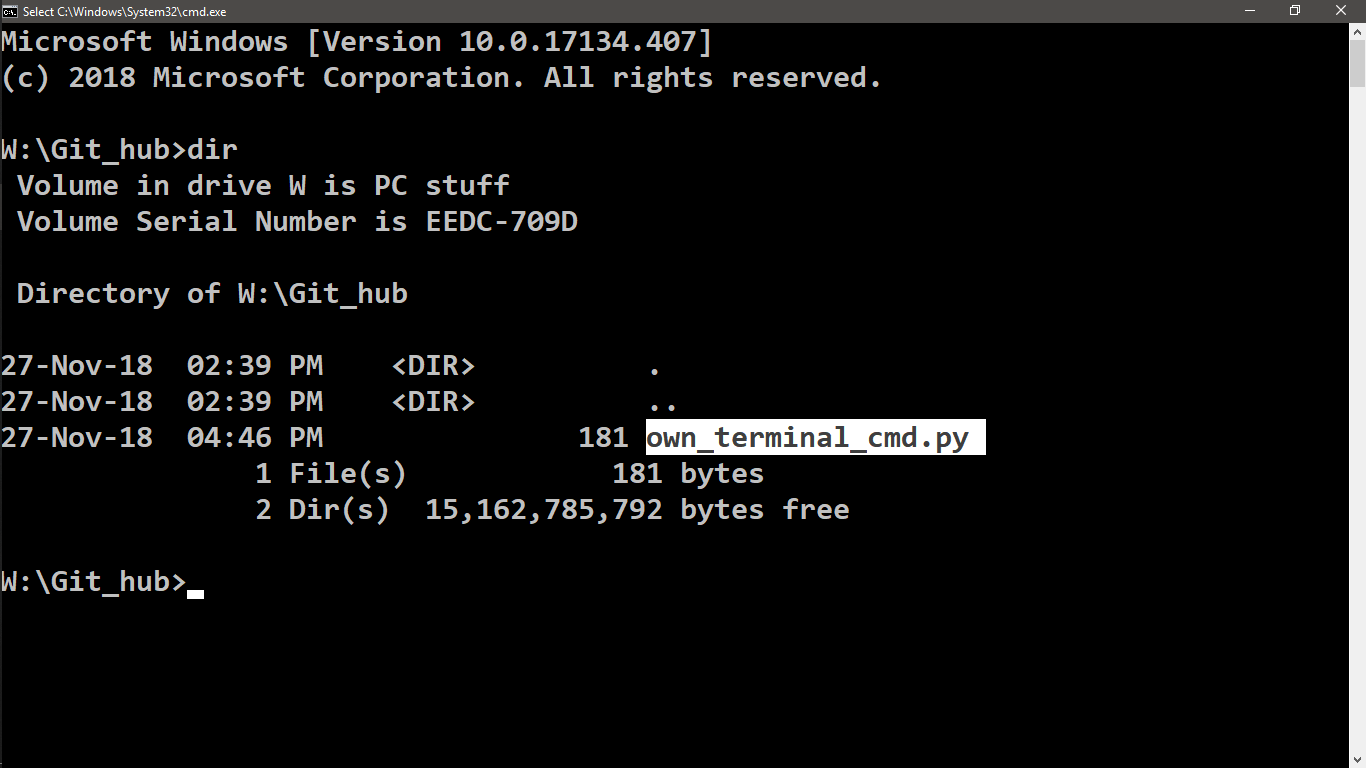 Select C:\Windows\System32\cmd.exe
Microsoft Windows [Version 10.0.17134.407]
(c) 2018 Microsoft Corporation. All rights reserved.
W:\Git_hub>dir
 Volume in drive W is PC stuff
 Volume Serial Number is EEDC-709D
 Directory of W:\Git_hub
27-Nov-18  02:39 PM    <DIR>          .
27-Nov-18  02:39 PM    <DIR>          ..
27-Nov-18  04:46 PM               181 own_terminal_cmd.py
               1 File(s)            181 bytes
               2 Dir(s)  15,162,785,792 bytes free
W:\Git_hub>